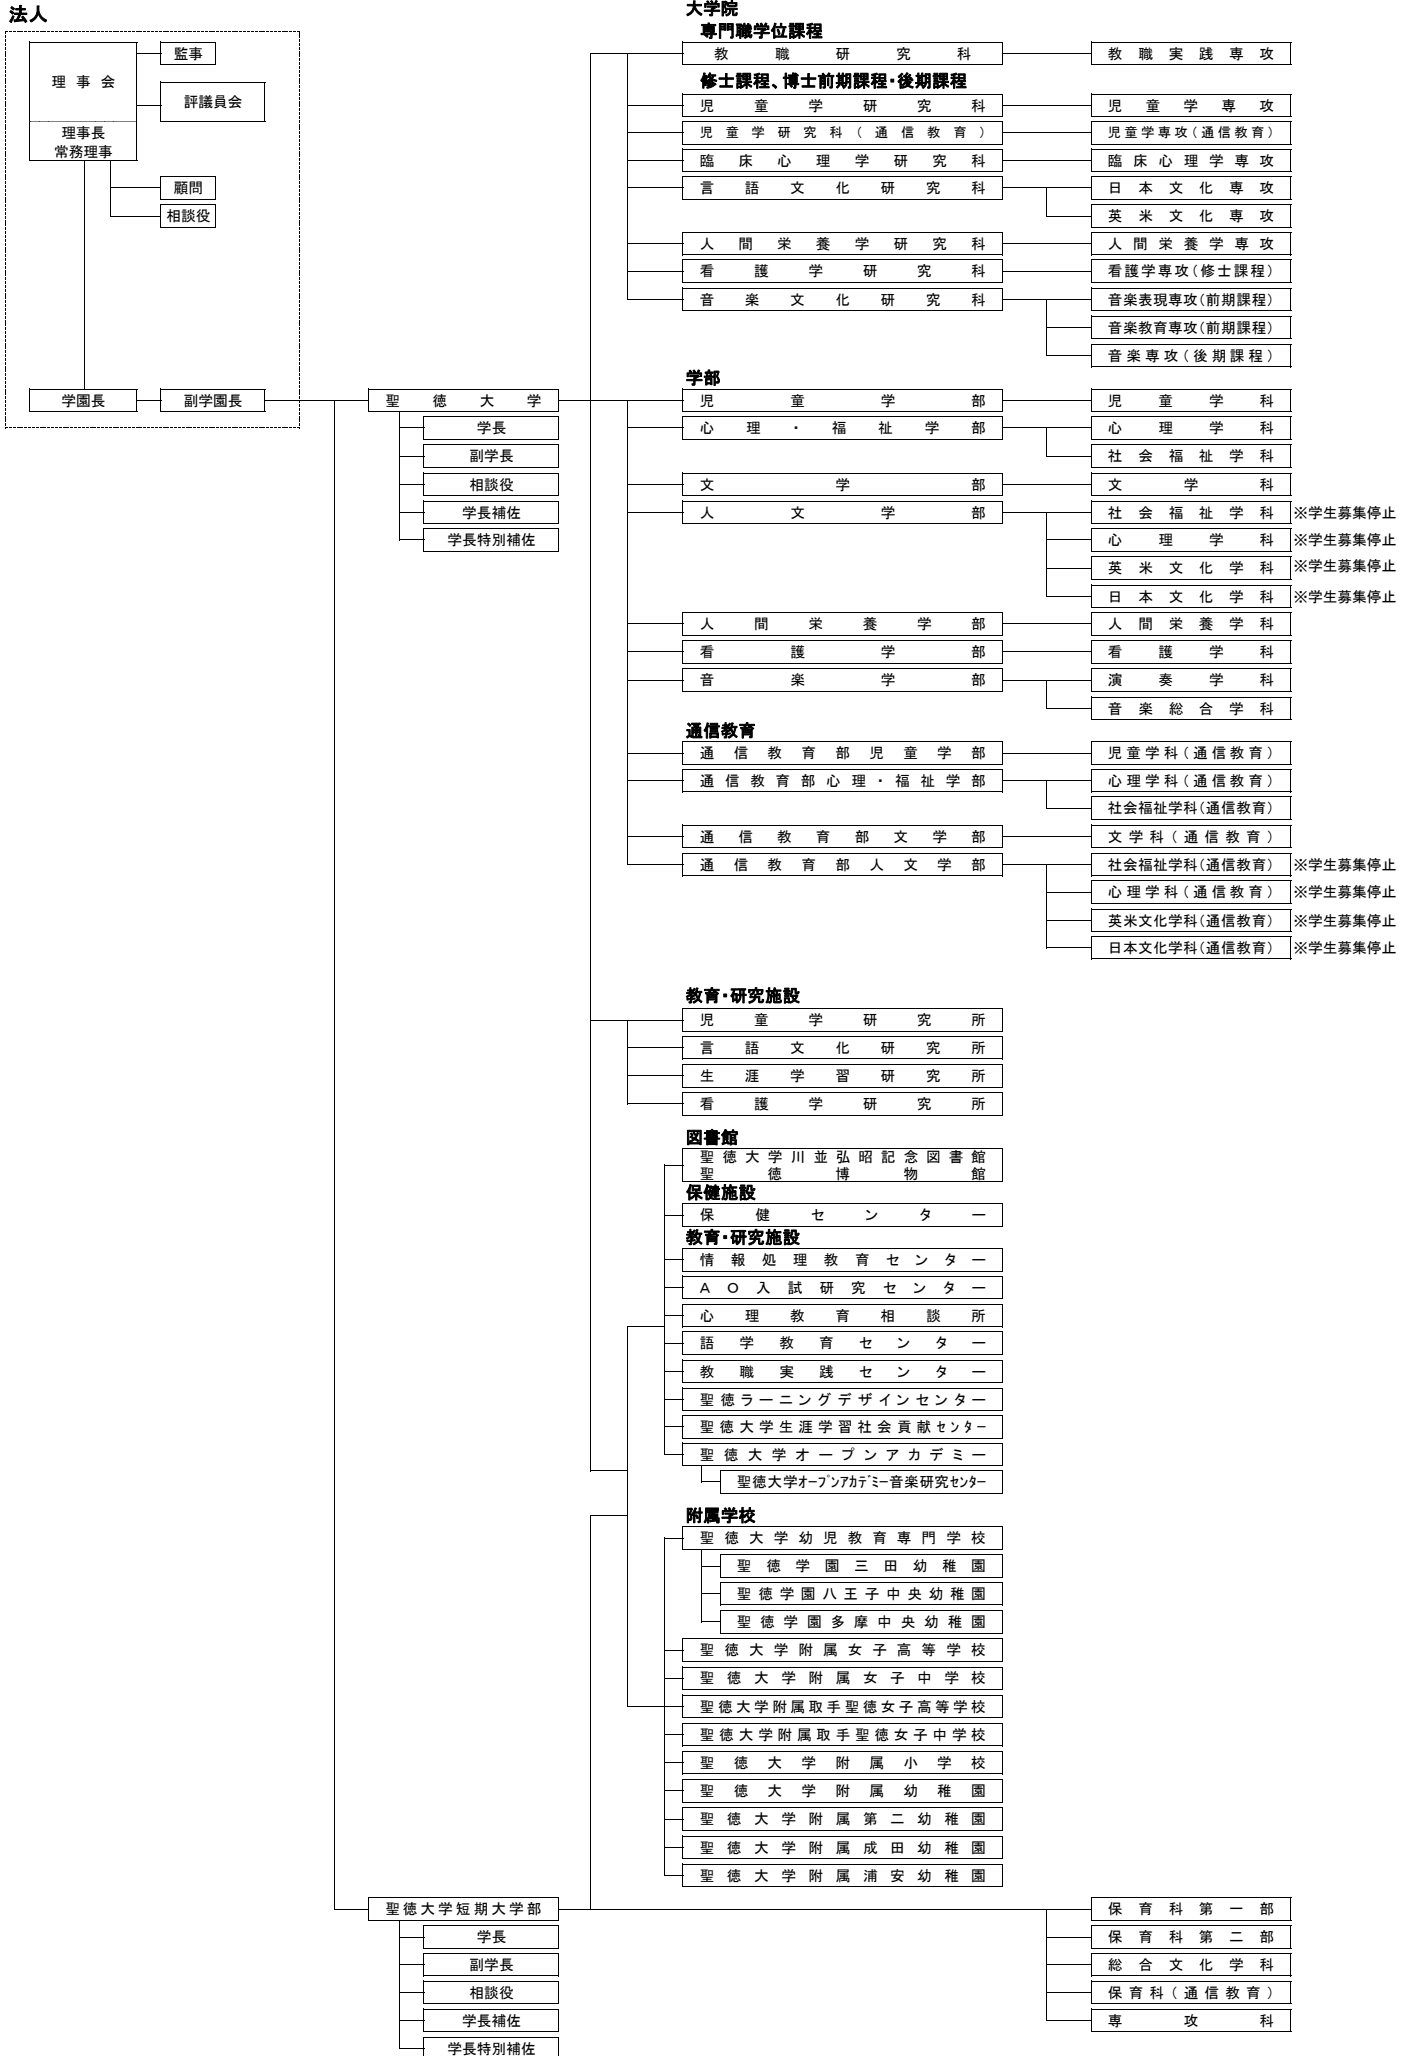 法人
理事会
監事
評議員会
理事長
常務理事
顧問
相談役
学園長
副学園長
聖徳大学
学長
副学長
相談役
学長補佐
学長特別補佐
大学院
専門職学位課程
教職研究科
教職実践専攻
修士課程、博士前期課程・後期課程
児童学研究科
児童学専攻
児童学研究科(通信教育)
児童学専攻(通信教育)
臨床心理学研究科
臨床心理学専攻
言語文化研究科
日本文化専攻
英米文化専攻
人間栄養学研究科
人間栄養学専攻
看護学研究科
看護学専攻(修士課程)
音楽文化研究科
音楽表現専攻(前期課程)
音楽教育専攻(前期課程)
音楽専攻(後期課程)
学部
児童学部
児童学科
心理・福祉学部
心理学科
社会福祉学科
文学部
文学科
人文学部
社会福祉学科 ※学生募集停止
心理学科 ※学生募集停止
英米文化学科 ※学生募集停止
日本文化学科 ※学生募集停止
人間栄養学部
人間栄養学科
看護学部
看護学科
音楽学部
演奏学科
音楽総合学科
通信教育
通信教育部児童学部
児童学科(通信教育)
通信教育部心理・福祉学部
心理学科(通信教育)
社会福祉学科(通信教育)
通信教育部文学部
文学科(通信教育)
通信教育部人文学部
社会福祉学科(通信教育) ※学生募集停止
心理学科(通信教育) ※学生募集停止
英米文化学科(通信教育) ※学生募集停止
日本文化学科(通信教育) ※学生募集停止
教育・研究施設
児童学研究所
言語文化研究所
生涯学習研究所
看護学研究所
図書館
聖徳大学川並弘昭記念図書館
聖徳博物館
保健施設
保健センター
教育・研究施設
情報処理教育センター
AO入試研究センター
心理教育相談所
語学教育センター
教職実践センター
聖徳ラーニングデザインセンター
聖徳大学生涯学習社会貢献センター
聖徳大学オープンアカデミー
聖徳大学オープンアカデミー音楽研究センター
附属学校
聖徳大学幼児教育専門学校
聖徳学園三田幼稚園
聖徳学園八王子中央幼稚園
聖徳学園多摩中央幼稚園
聖徳大学附属女子高等学校
聖徳大学附属女子中学校
聖徳大学附属取手聖徳女子高等学校
聖徳大学附属取手聖徳女子中学校
聖徳大学附属小学校
聖徳大学附属幼稚園
聖徳大学附属第二幼稚園
聖徳大学附属成田幼稚園
聖徳大学附属浦安幼稚園
聖徳大学短期大学部
学長
副学長
相談役
学長補佐
学長特別補佐
保育科第一部
保育科第二部
総合文化学科
保育科(通信教育)
専攻科